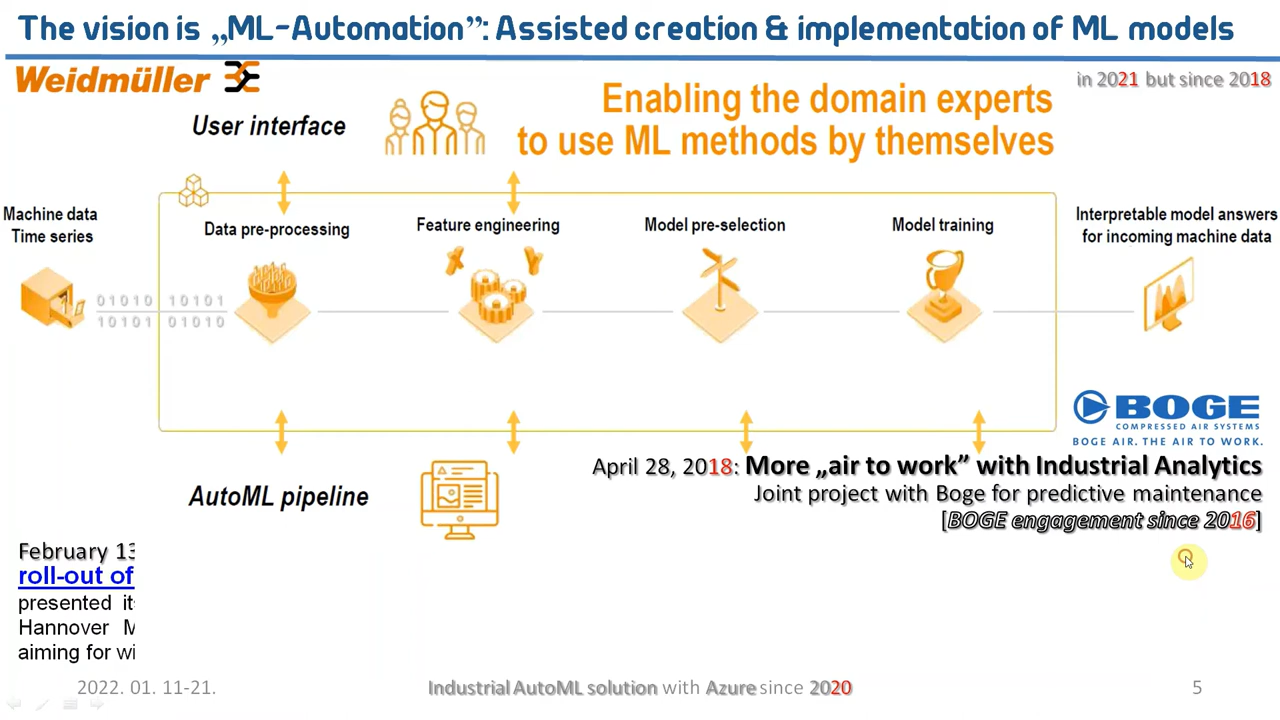 The vision is „ML-Automation”: Assisted creation & implementation of ML models
Weidmüller
in 2021 but since 2018
Enabling the domain experts
to use ML methods by themselves
User interface
Machine data
Time series
Data pre-processing
Feature engineering
Model pre-selection
Model training
Interpretable model answers
for incoming machine data
X
Y
01010 10101
10101 01010
BOGE
COMPRESSED AIR SYSTEMS
BOGE AIR. THE AIR TO WORK.
AutoML pipeline
April 28, 2018: More „air to work” with Industrial Analytics
Joint project with Boge for predictive maintenance
[BOGE engagement since 2016]
February 13
roll-out of
presented it
Hannover M
aiming for wi
2022. 01. 11-21.
Industrial AutoML solution with Azure since 2020
5